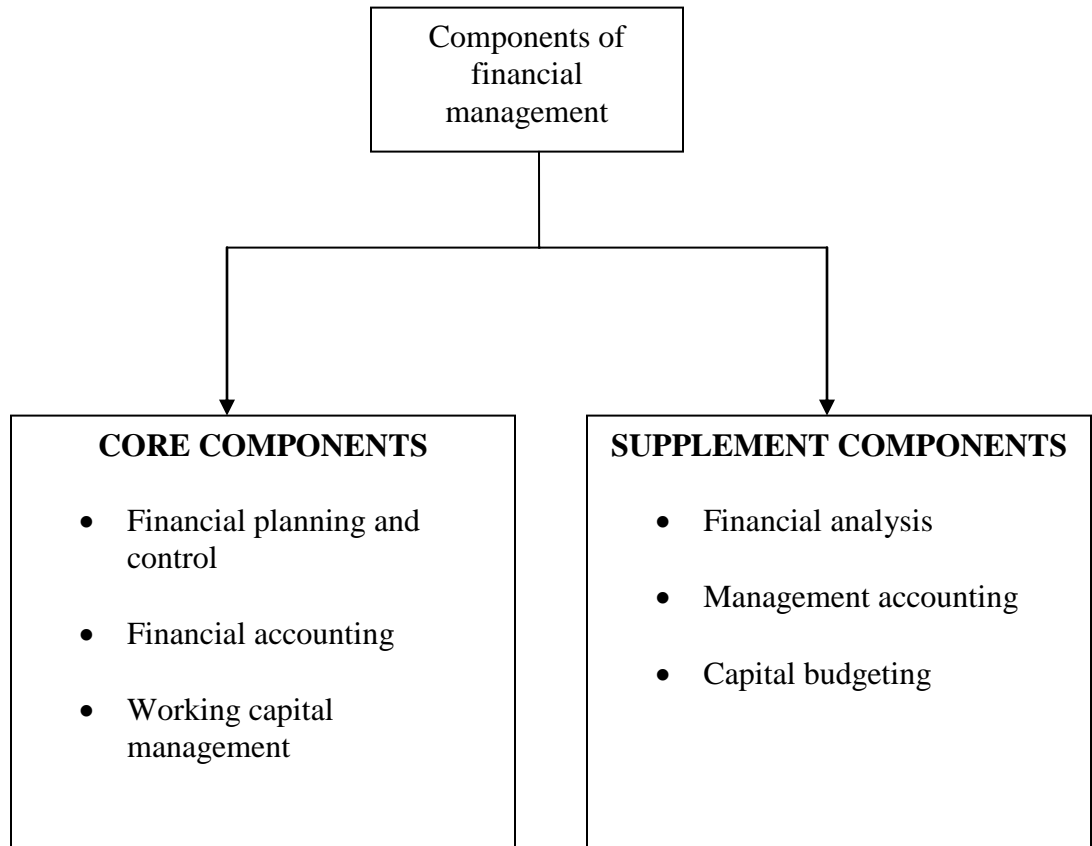 Components of
financial
management
CORE COMPONENTS
• Financial planning and
control
• Financial accounting
• Working capital
management
SUPPLEMENT COMPONENTS
• Financial analysis
• Management accounting
• Capital budgeting